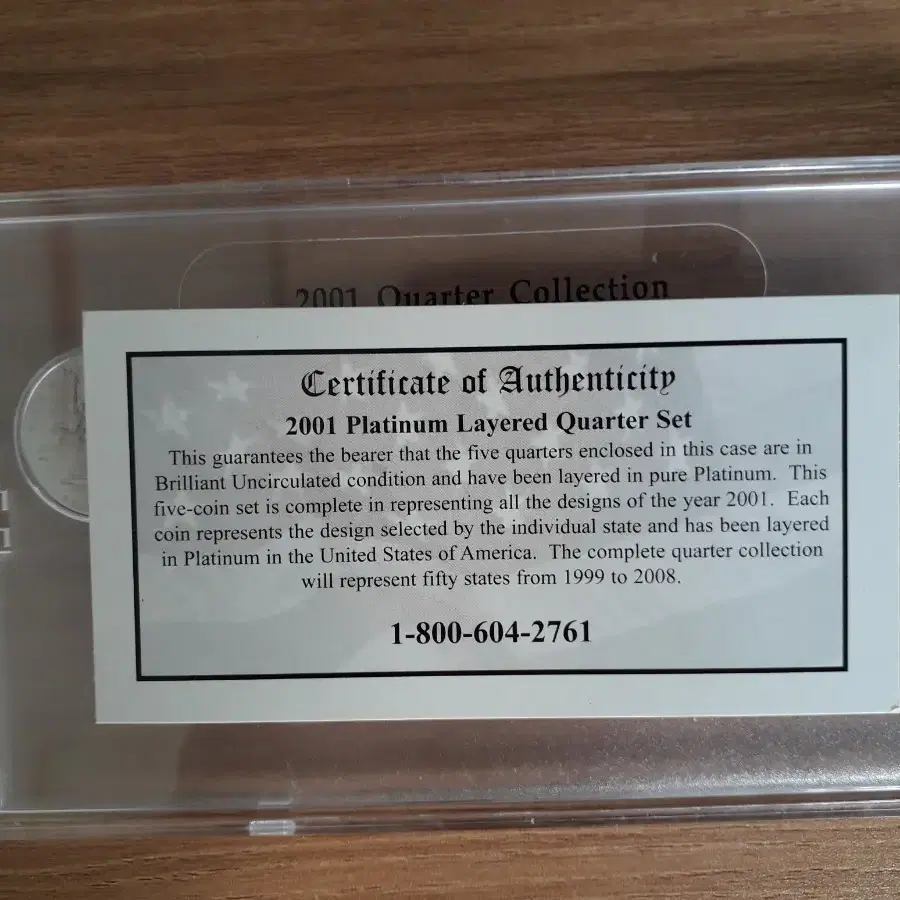 2001 Quarter Collection
Certificate of Authenticity
2001 Platinum Layered Quarter Set
This guarantees the bearer that the five quarters enclosed in this case are in
Brilliant Uncirculated condition and have been layered in pure Platinum. This
five-coin set is complete in representing all the designs of the year 2001. Each
coin represents the design selected by the individual state and has been layered
in Platinum in the United States of America. The complete quarter collection
will represent fifty states from 1999 to 2008.
1-800-604-2761